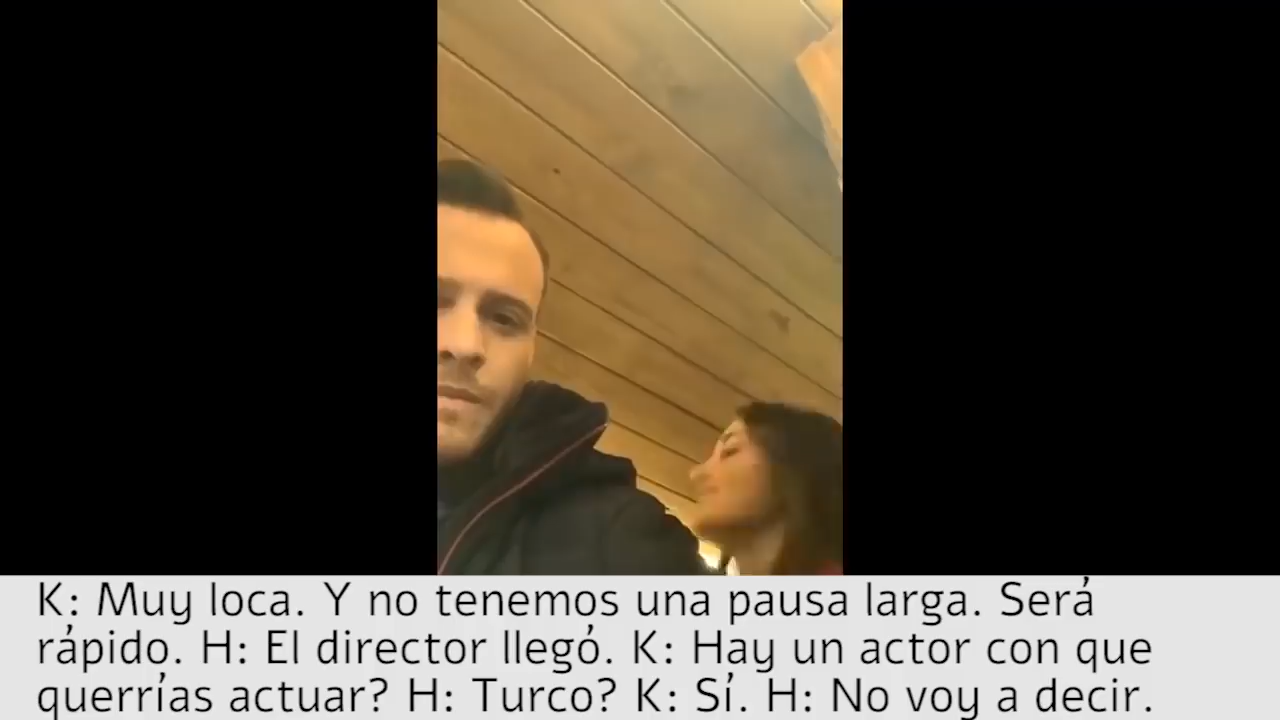 K: Muy loca. Y no tenemos una pausa larga. Será
rápido. H: El director llegó. K: Hay un actor con que
querrías actuar? H: Turco? K: Sí. H: No voy a decir.